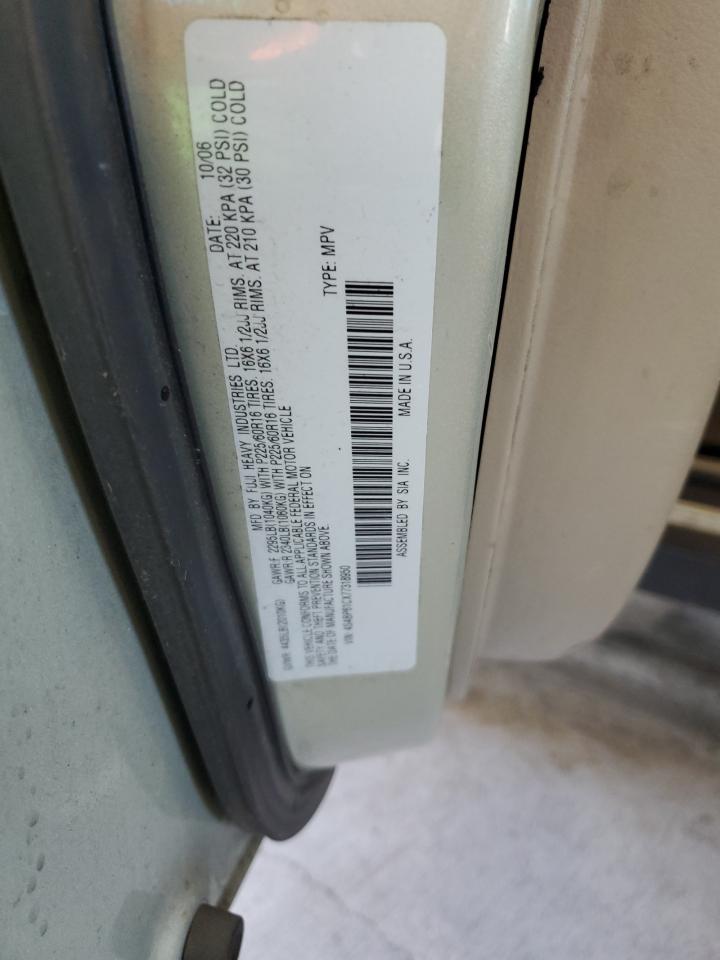 MFD BY FUJI HEAVY INDUSTRIES LTD. DATE: 10/06
GVWR: 4435LB(2010KG) GAWR F 2295LB(1040KG) WITH P225/60R16 TIRES. 16X6 1/2JJ RIMS. AT 220 KPA (32 PSI) COLD
GAWR R 2340LB(1060KG) WITH P225/60R16 TIRES. 16X6 1/2JJ RIMS. AT 210 KPA (30 PSI) COLD
THIS VEHICLE CONFORMS TO ALL APPLICABLE FEDERAL MOTOR VEHICLE
SAFETY AND THEFT PREVENTION STANDARDS IN EFFECT ON
THE DATE OF MANUFACTURE SHOWN ABOVE.
VIN: 4S4BP61CX77318950 TYPE: MPV
ASSEMBLED BY SIA INC. MADE IN U.S.A.